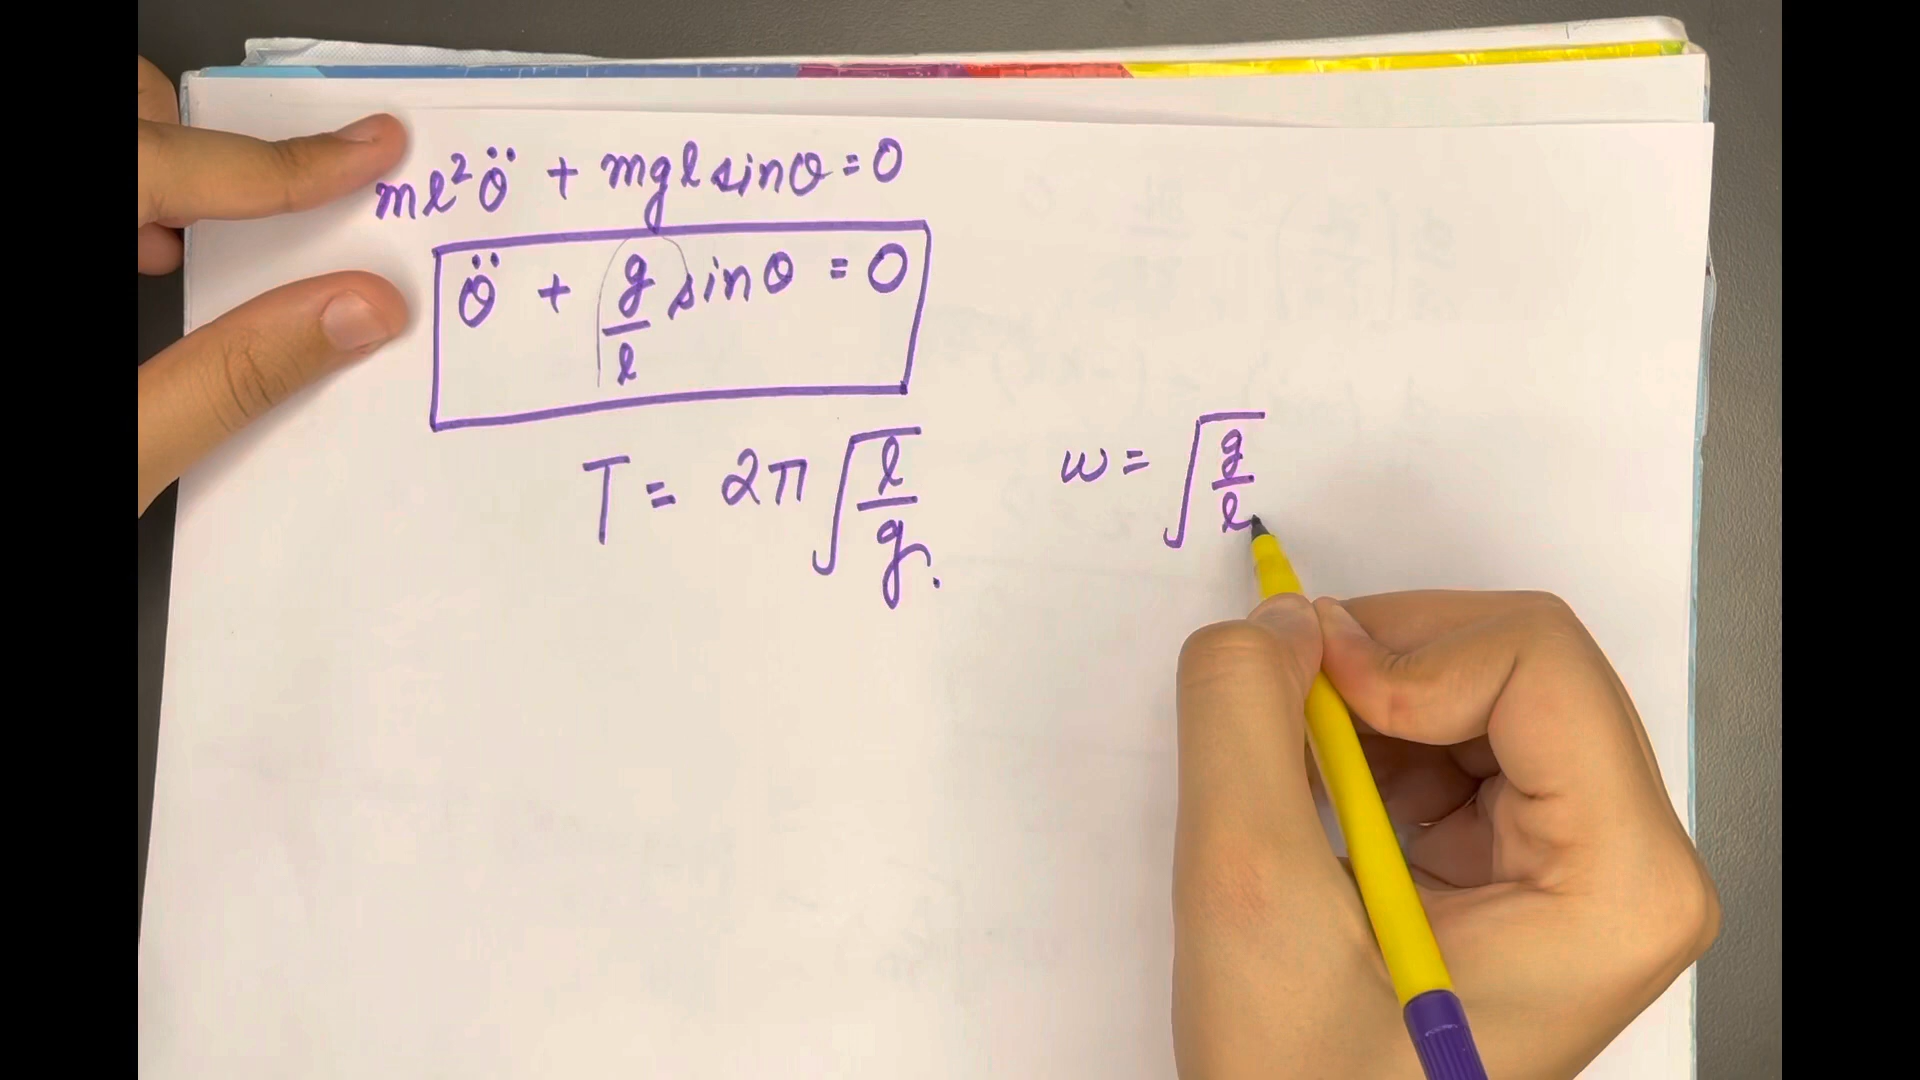 mℓ²θ̈ + mgℓ sinθ = 0
θ̈ + g/ℓ sinθ = 0
T = 2π√(ℓ/g). ω = √(g/ℓ)